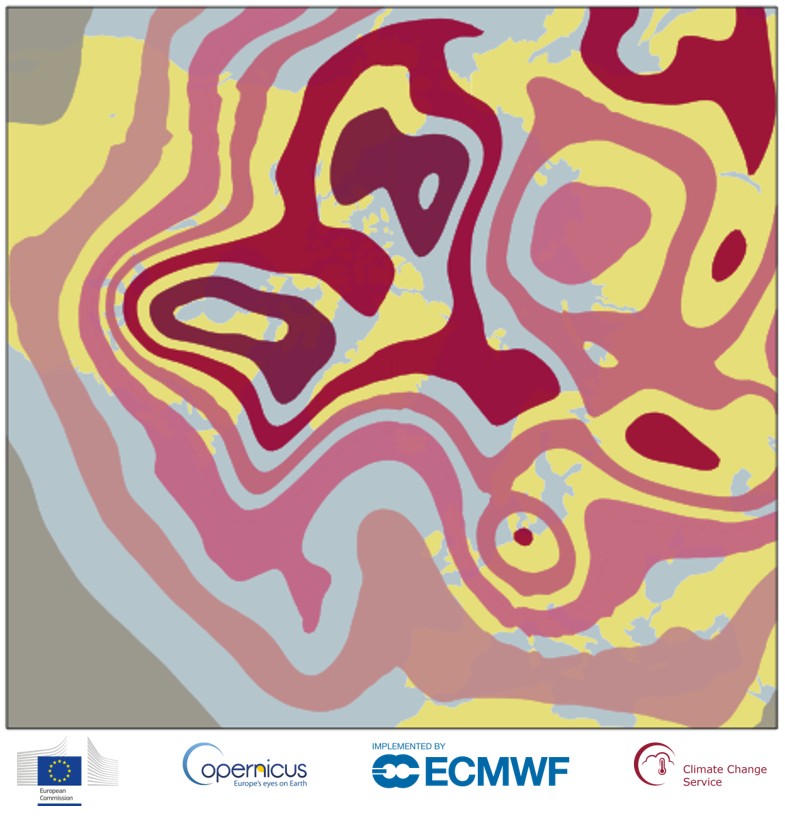 European
Commission
opernicus
Europe's eyes on Earth
IMPLEMENTED BY
ECMWF
Climate Change
Service